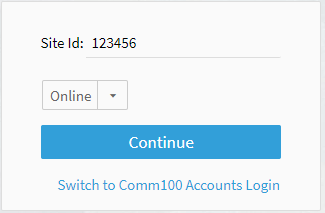 Site Id: 123456
Online
Continue
Switch to Comm100 Accounts Login